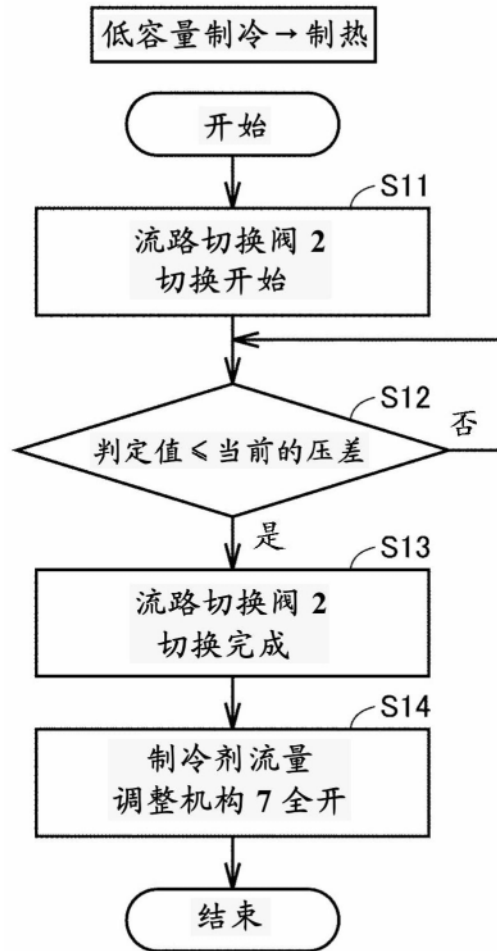 低容量制冷→制热
开始
S11
流路切换阀 2
切换开始
S12
判定值≤当前的压差
否
是
S13
流路切换阀 2
切换完成
S14
制冷剂流量
调整机构 7 全开
结束